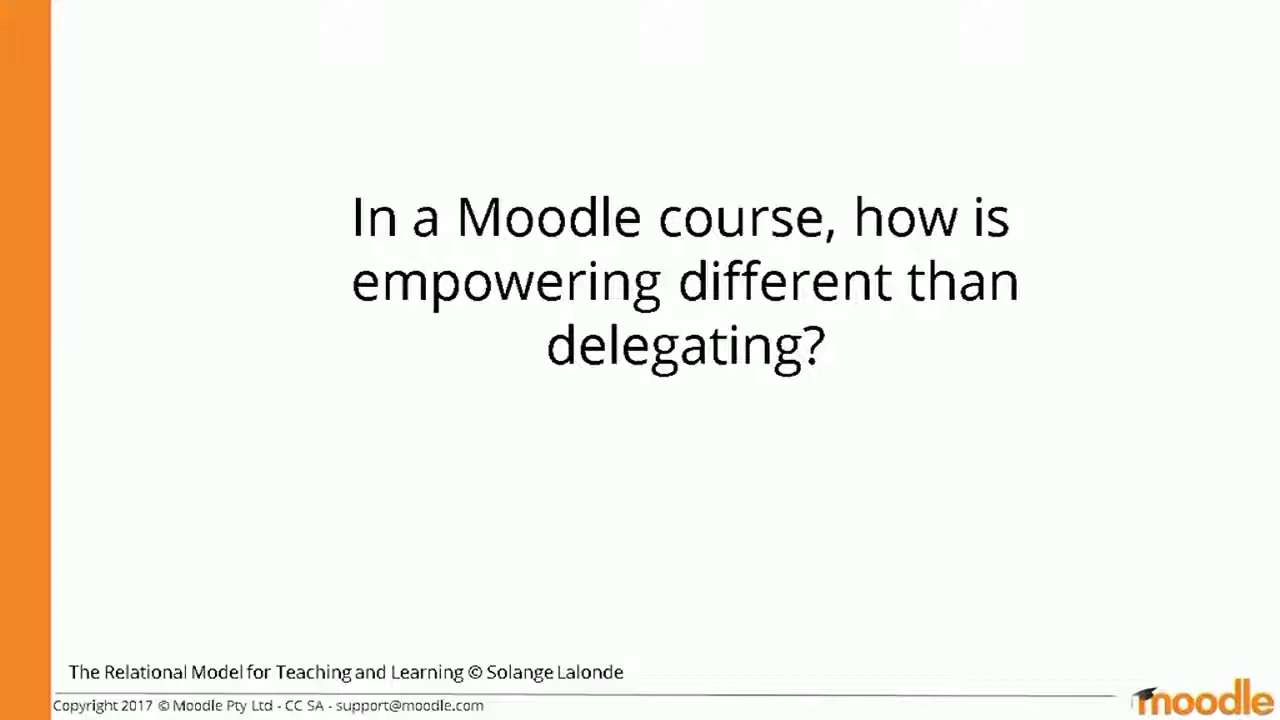 In a Moodle course, how is
empowering different than
delegating?
The Relational Model for Teaching and Learning © Solange Lalonde
Copyright 2017 © Moodle Pty Ltd - CC SA - support@moodle.com
moodle